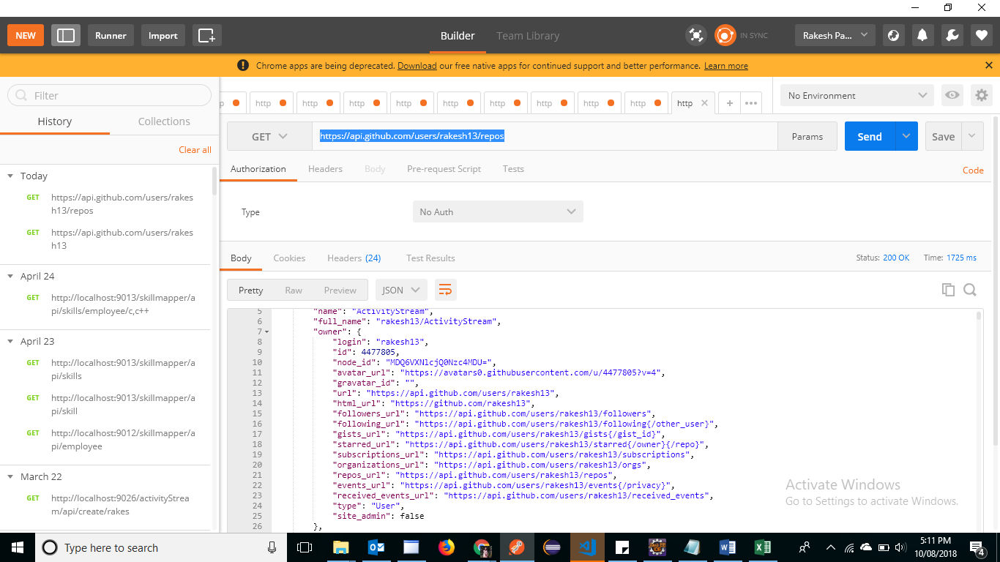 NEW Runner Import Builder Team Library IN SYNC Rakesh Pa...
Chrome apps are being deprecated. Download our free native apps for continued support and better performance. Learn more
Filter
History Collections
Clear all
Today
GET https://api.github.com/users/rakes
h13/repos
GET https://api.github.com/users/rakes
h13
April 24
GET http://localhost:9013/skillmapper/a
pi/skills/employee/c,c++
April 23
GET http://localhost:9013/skillmapper/a
pi/skills
GET http://localhost:9013/skillmapper/a
pi/skill
GET http://localhost:9012/skillmapper/a
pi/employee
March 22
GET http://localhost:9026/activityStrea
m/api/create/rakes
p http http http http http http http http http http + •••
No Environment
GET https://api.github.com/users/rakesh13/repos Params Send Save
Authorization Headers Body Pre-request Script Tests Code
Type No Auth
Body Cookies Headers (24) Test Results Status: 200 OK Time: 1725 ms
Pretty Raw Preview JSON
5 "name": "ActivityStream",
6 "full_name": "rakesh13/ActivityStream",
7 "owner": {
8 "login": "rakesh13",
9 "id": 4477805,
10 "node_id": "MDQ6VXNlcjQ0Nzc4MDU=",
11 "avatar_url": "https://avatars0.githubusercontent.com/u/4477805?v=4",
12 "gravatar_id": "",
13 "url": "https://api.github.com/users/rakesh13",
14 "html_url": "https://github.com/rakesh13",
15 "followers_url": "https://api.github.com/users/rakesh13/followers",
16 "following_url": "https://api.github.com/users/rakesh13/following{/other_user}",
17 "gists_url": "https://api.github.com/users/rakesh13/gists{/gist_id}",
18 "starred_url": "https://api.github.com/users/rakesh13/starred{/owner}{/repo}",
19 "subscriptions_url": "https://api.github.com/users/rakesh13/subscriptions",
20 "organizations_url": "https://api.github.com/users/rakesh13/orgs",
21 "repos_url": "https://api.github.com/users/rakesh13/repos",
22 "events_url": "https://api.github.com/users/rakesh13/events{/privacy}",
23 "received_events_url": "https://api.github.com/users/rakesh13/received_events",
24 "type": "User",
25 "site_admin": false
26 },
Activate Windows
Go to Settings to activate Windows.
Type here to search
5:11 PM
10/08/2018
4